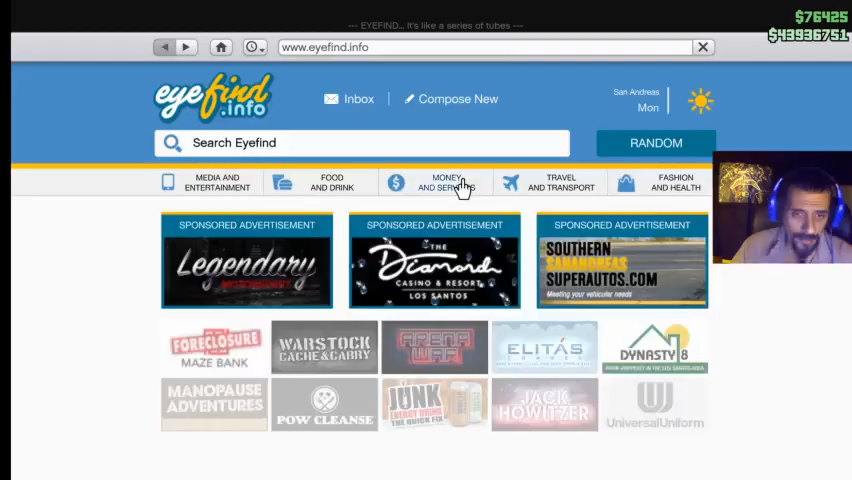 $76425
--- EYEFIND... It's like a series of tubes ---
$43936751
www.eyefind.info
eyefind
.info
Inbox
Compose New
San Andreas
Mon
Search Eyefind
RANDOM
MEDIA AND
ENTERTAINMENT
FOOD
AND DRINK
MONEY
AND SERVICES
TRAVEL
AND TRANSPORT
FASHION
AND HEALTH
SPONSORED ADVERTISEMENT
Legendary
MOTORSPORT
SPONSORED ADVERTISEMENT
THE
Diamond
CASINO & RESORT
LOS SANTOS
SPONSORED ADVERTISEMENT
SOUTHERN
SANANDREAS
SUPERAUTOS.COM
Meeting your vehicular needs
FORECLOSURE
MAZE BANK
WARSTOCK
CACHE & CARRY
ARENA
WAR
ELITÁS
DYNASTY 8
MANOPAUSE
ADVENTURES
POW CLEANSE
JUNK
ENERGY DRINK
THE QUICK FIX
JACK
HOWITZER
UniversalUniform